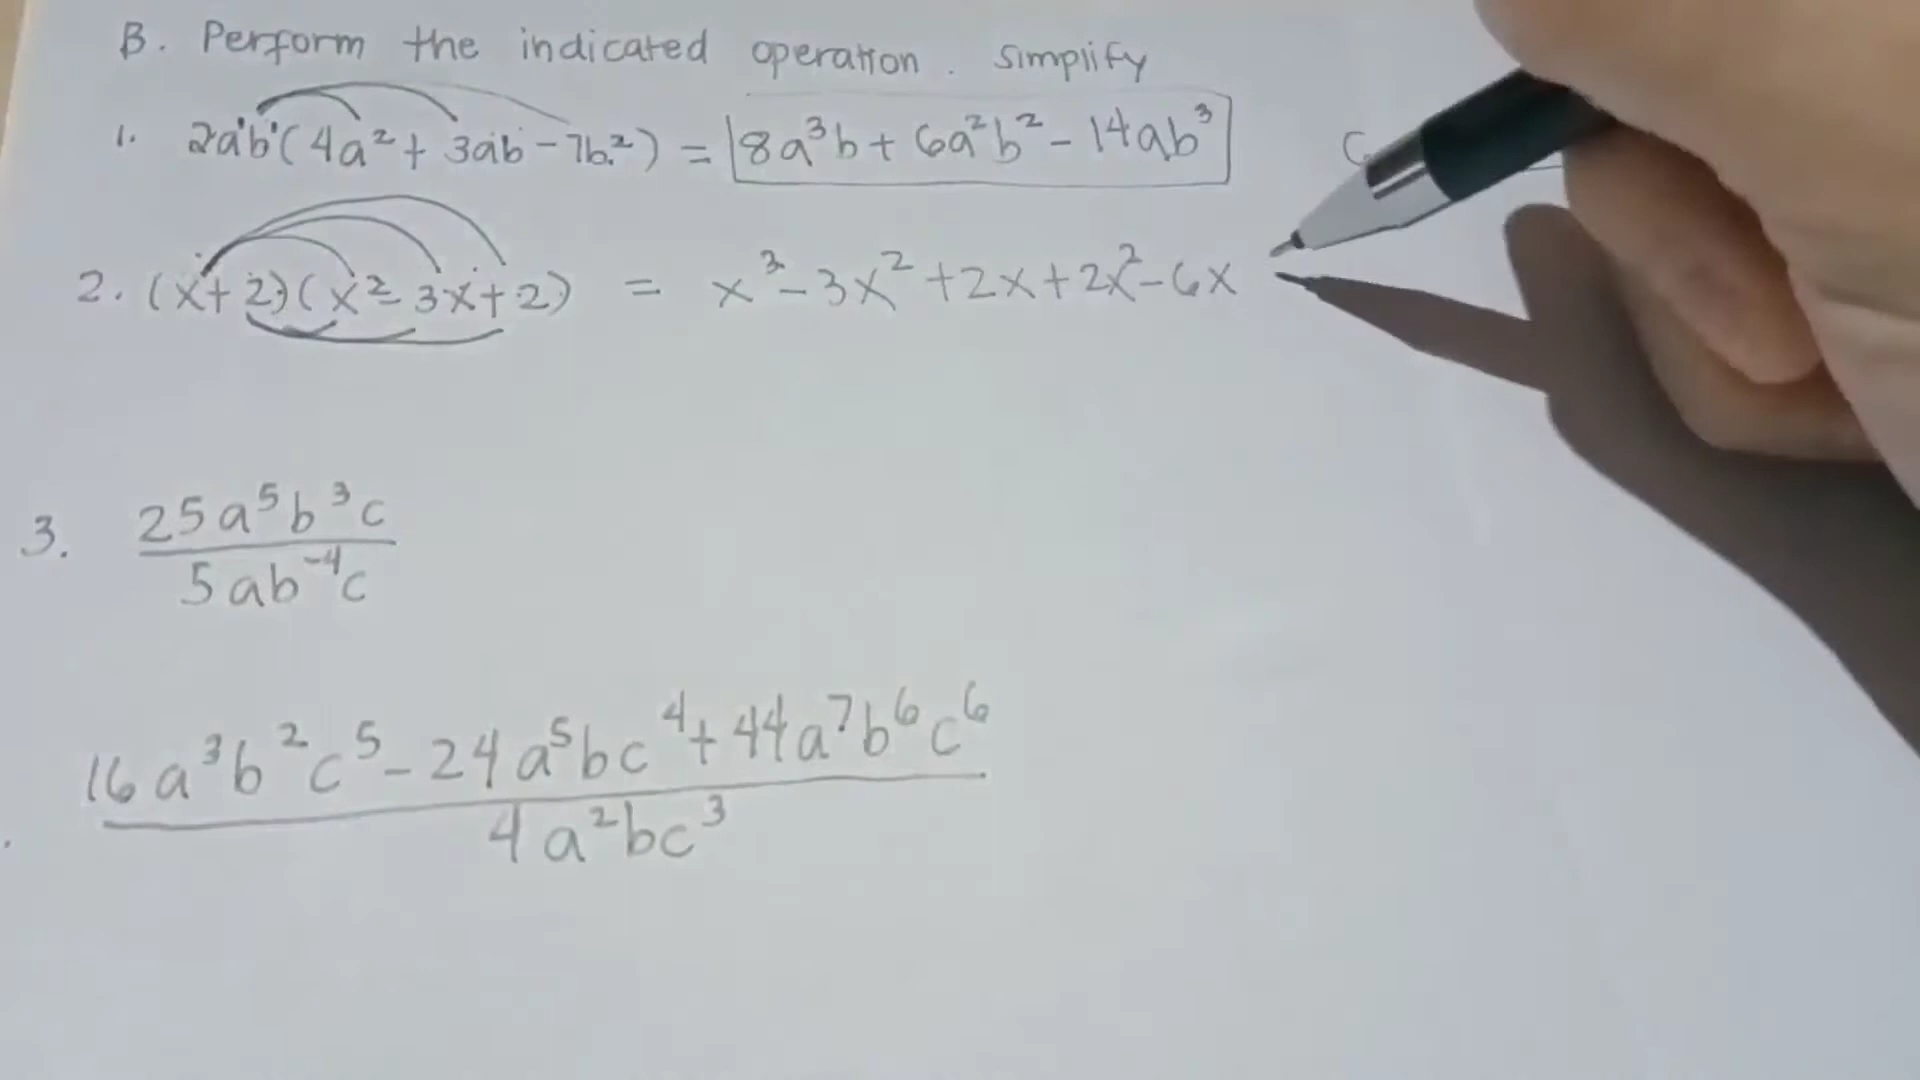 B. Perform the indicated operation. Simplify
1. 2a¹b¹(4a² + 3ab - 7b²) = 8a³b + 6a²b² - 14ab³
2. (x + 2)(x² - 3x + 2) = x³ - 3x² + 2x + 2x² - 6x
3. 25a⁵b³c
5ab⁻⁴c
16a³b²c⁵ - 24a⁵bc⁴ + 44a⁷b⁶c⁶
4a²bc³